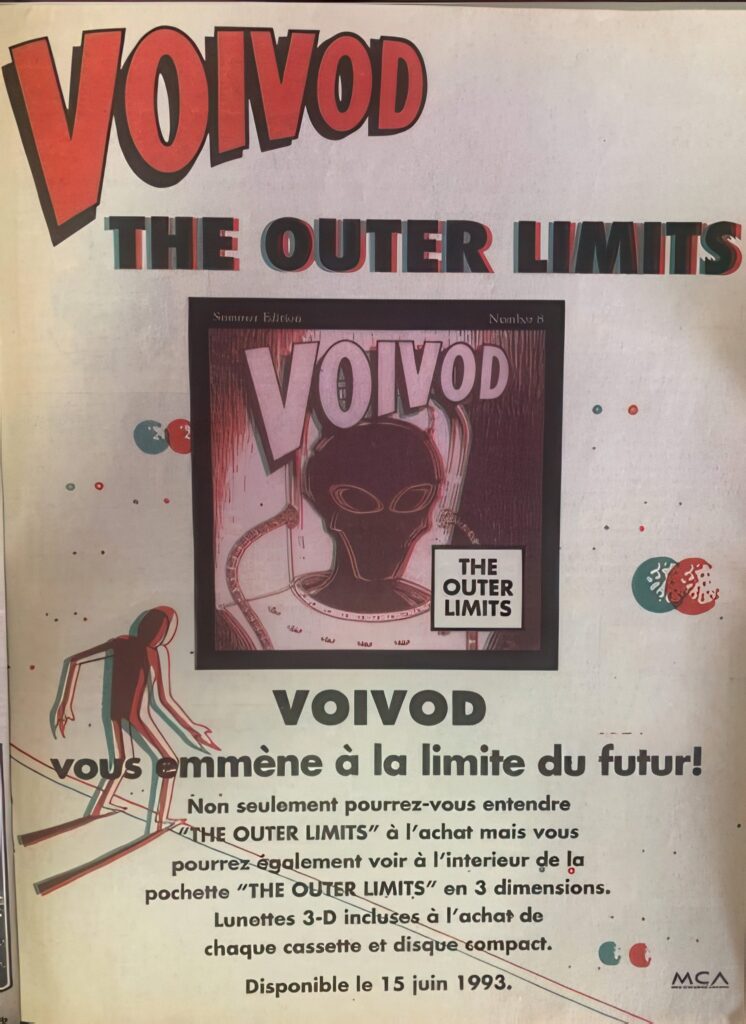 VOIVOD
THE OUTER LIMITS
Summer Edition Number 8
VOIVOD
THE
OUTER
LIMITS
VOIVOD
vous emmène à la limite du futur!
Non seulement pourrez-vous entendre
"THE OUTER LIMITS" à l'achat mais vous
pourrez également voir à l'interieur de la
pochette "THE OUTER LIMITS" en 3 dimensions.
Lunettes 3-D incluses à l'achat de
chaque cassette et disque compact.
Disponible le 15 juin 1993.
MCA